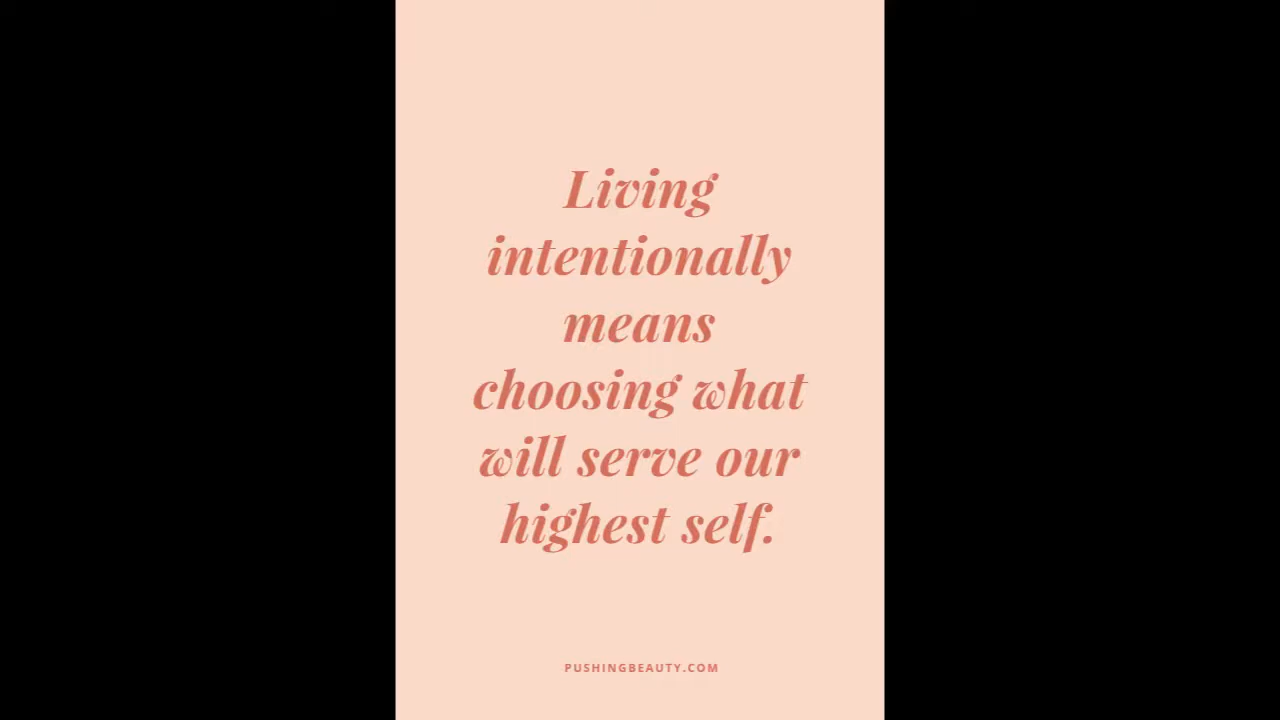 Living
intentionally
means
choosing what
will serve our
highest self.
PUSHINGBEAUTY.COM